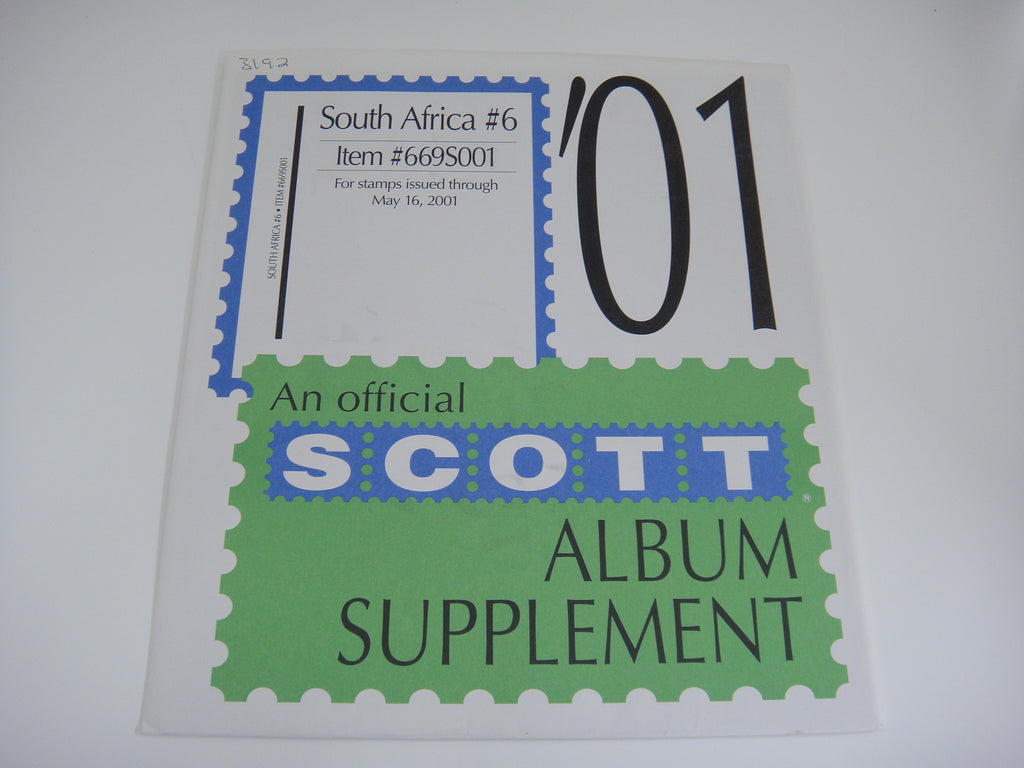 3192
South Africa #6
Item #669S001
For stamps issued through
May 16, 2001
SOUTH AFRICA #6 • ITEM #669S001
'01
An official
SCOTT®
ALBUM
SUPPLEMENT